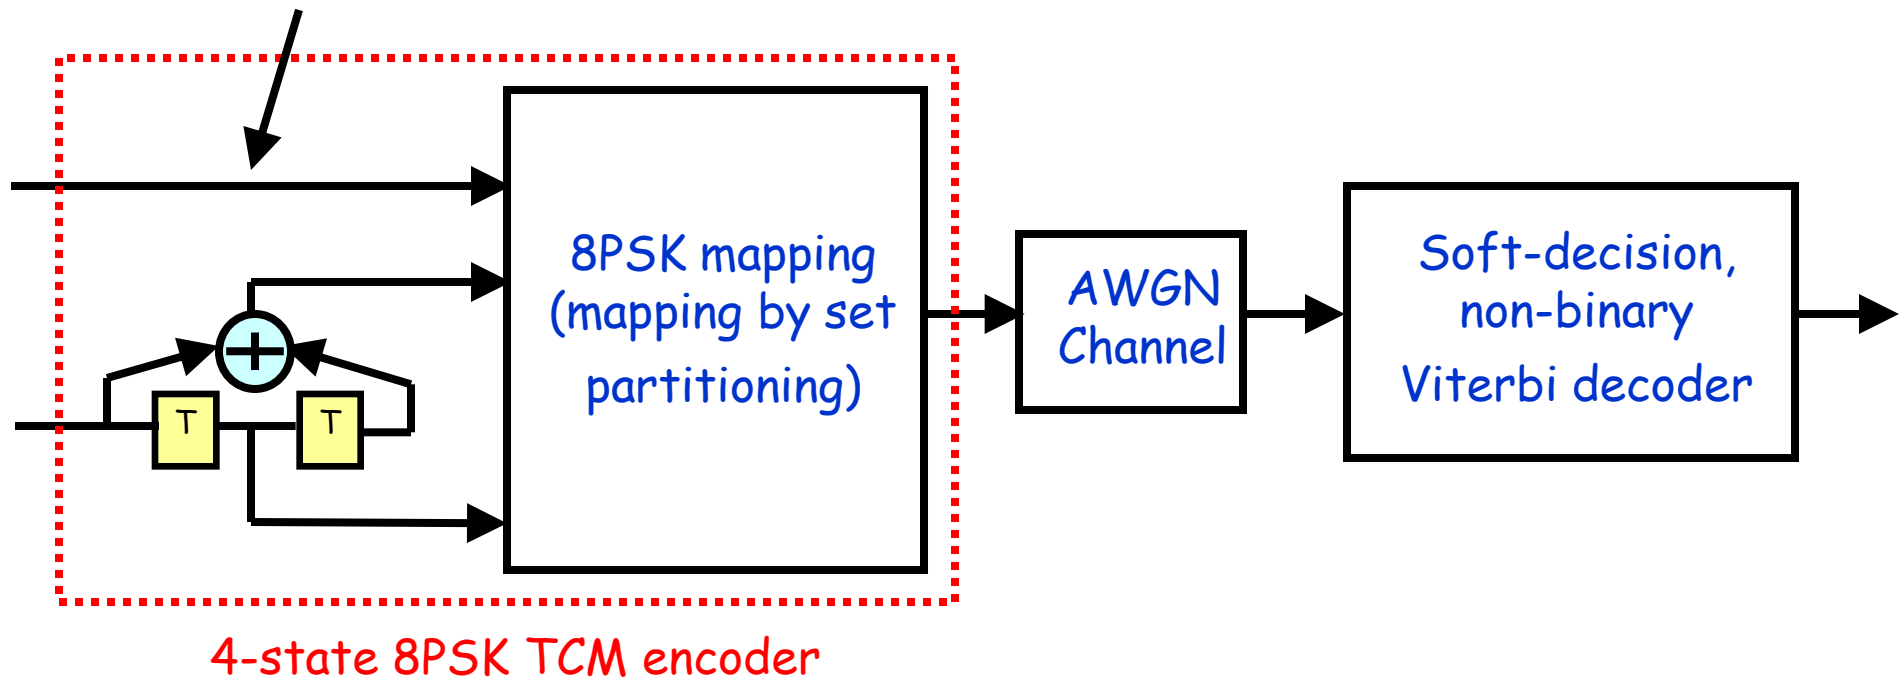 8PSK mapping
(mapping by set
partitioning)
T
T
AWGN
Channel
Soft-decision,
non-binary
Viterbi decoder
4-state 8PSK TCM encoder